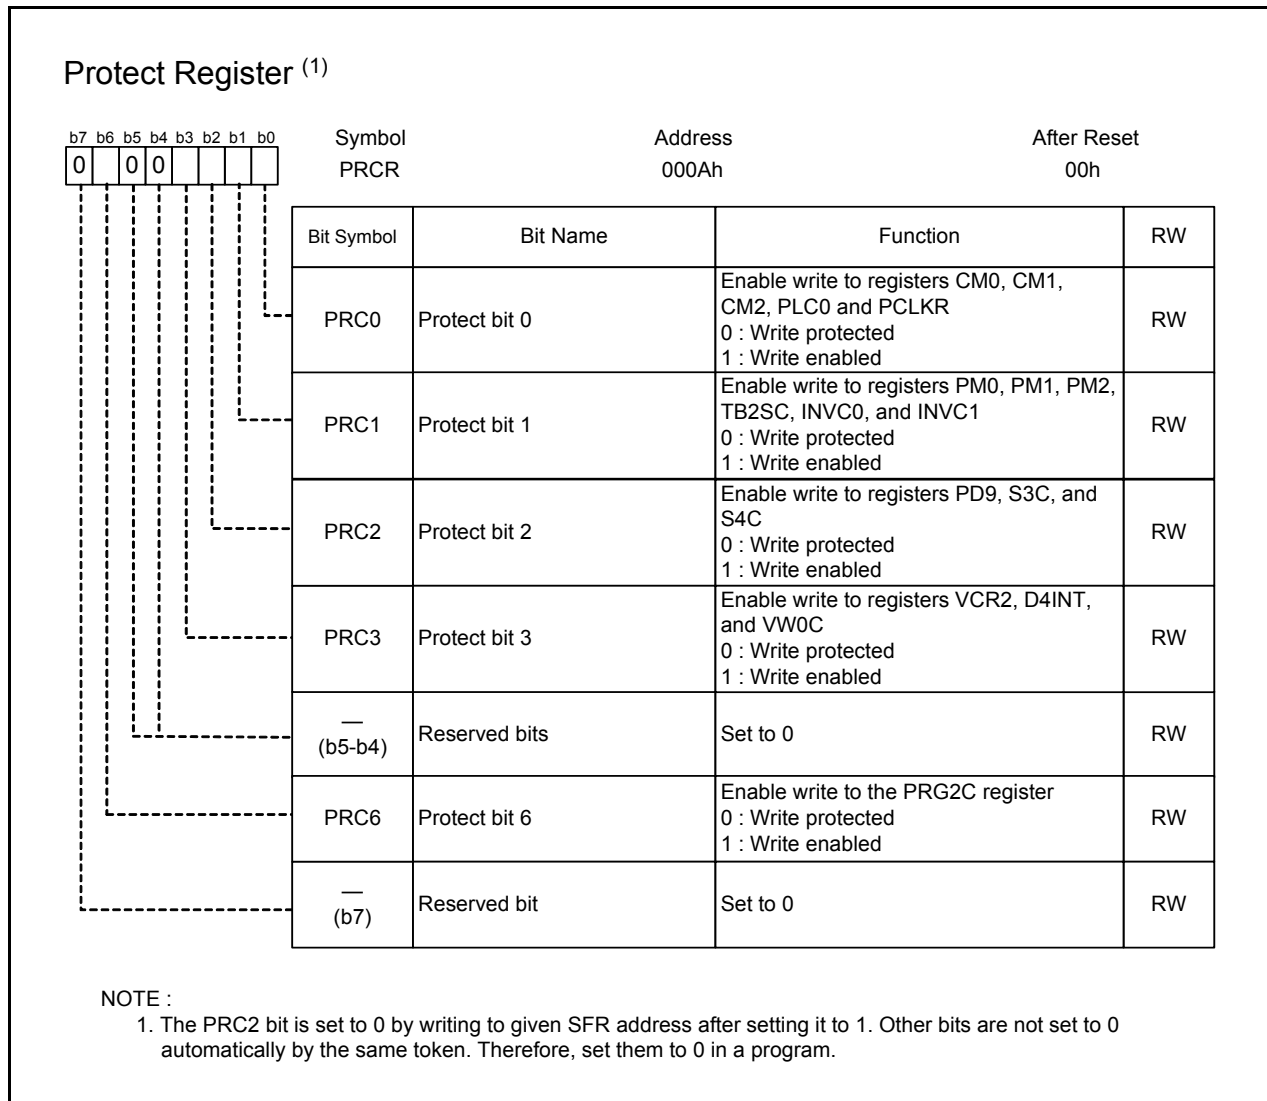 Protect Register (1)
b7 b6 b5 b4 b3 b2 b1 b0
0 0 0
Symbol Address After Reset
PRCR 000Ah 00h
Bit Symbol Bit Name Function RW
PRC0 Protect bit 0 Enable write to registers CM0, CM1,
CM2, PLC0 and PCLKR
0 : Write protected
1 : Write enabled RW
PRC1 Protect bit 1 Enable write to registers PM0, PM1, PM2,
TB2SC, INVC0, and INVC1
0 : Write protected
1 : Write enabled RW
PRC2 Protect bit 2 Enable write to registers PD9, S3C, and
S4C
0 : Write protected
1 : Write enabled RW
PRC3 Protect bit 3 Enable write to registers VCR2, D4INT,
and VW0C
0 : Write protected
1 : Write enabled RW
—
(b5-b4) Reserved bits Set to 0 RW
PRC6 Protect bit 6 Enable write to the PRG2C register
0 : Write protected
1 : Write enabled RW
—
(b7) Reserved bit Set to 0 RW
NOTE :
1. The PRC2 bit is set to 0 by writing to given SFR address after setting it to 1. Other bits are not set to 0
automatically by the same token. Therefore, set them to 0 in a program.